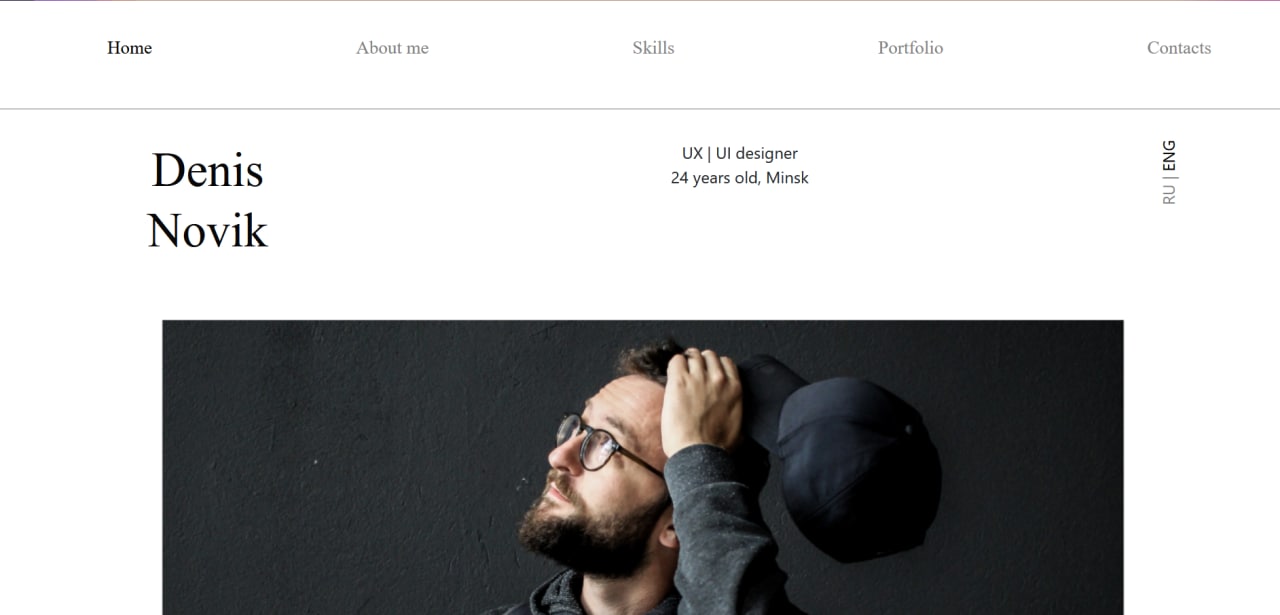 Home
About me
Skills
Portfolio
Contacts
Denis
Novik
UX | UI designer
24 years old, Minsk
RU | ENG